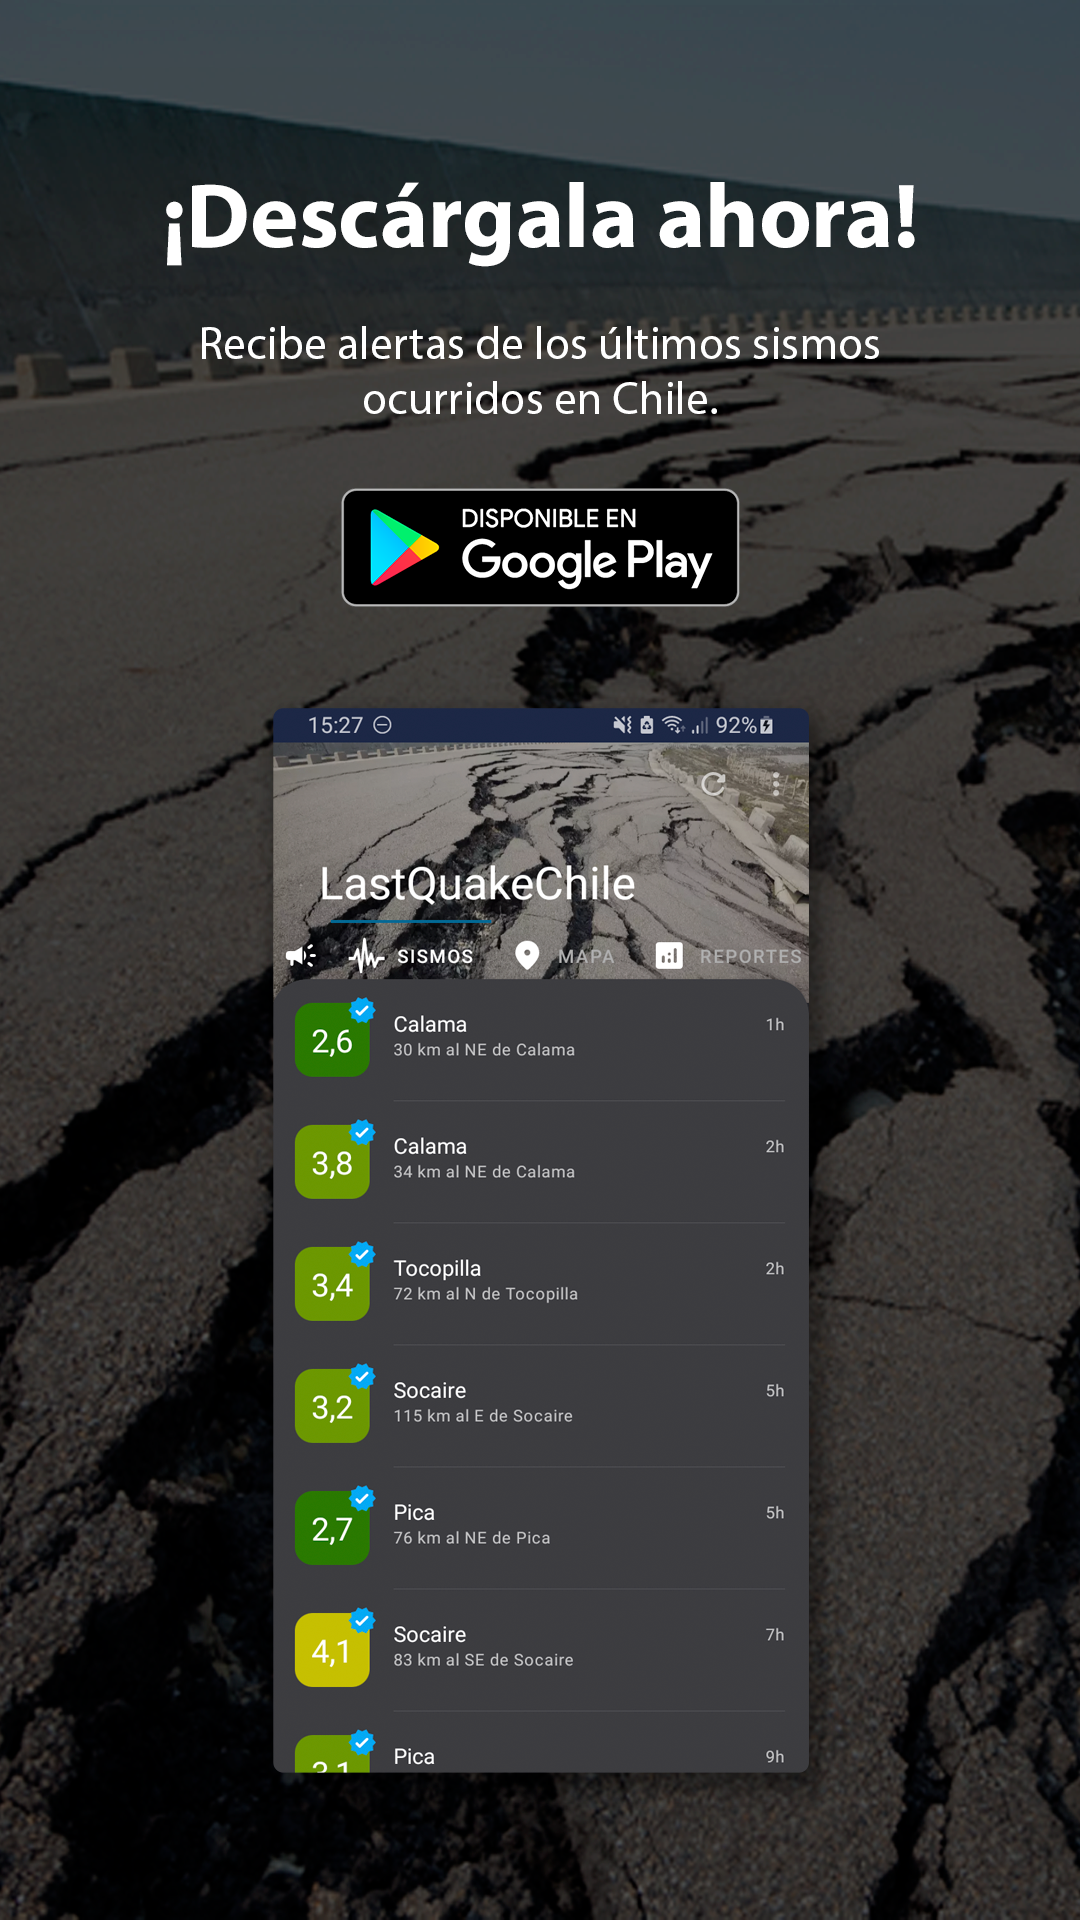 ¡Descárgala ahora!
Recibe alertas de los últimos sismos
ocurridos en Chile.
DISPONIBLE EN
Google Play
15:27 92%
LastQuakeChile
SISMOS MAPA REPORTES
2,6 Calama 1h
30 km al NE de Calama
3,8 Calama 2h
34 km al NE de Calama
3,4 Tocopilla 2h
72 km al N de Tocopilla
3,2 Socaire 5h
115 km al E de Socaire
2,7 Pica 5h
76 km al NE de Pica
4,1 Socaire 7h
83 km al SE de Socaire
3,1 Pica 9h